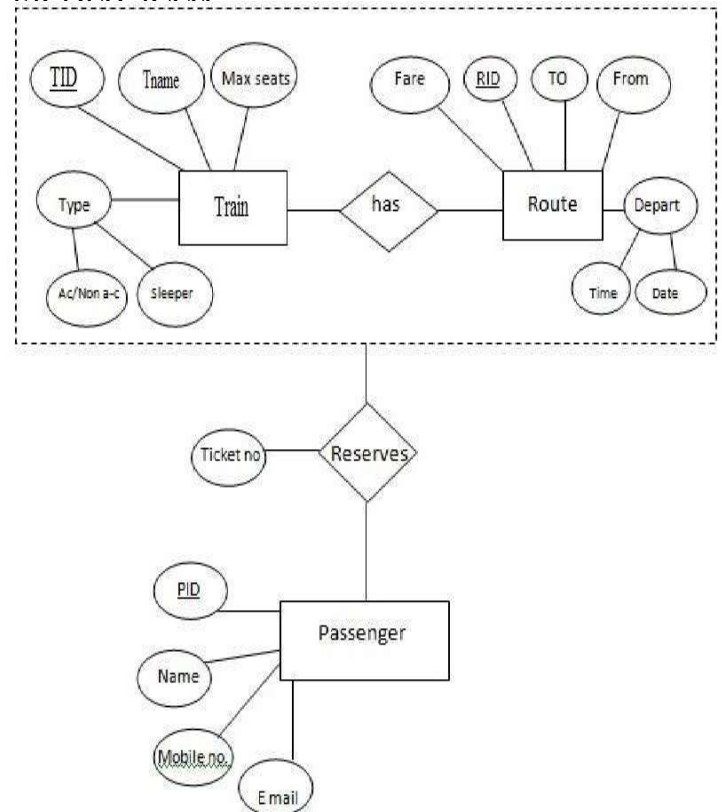 TID
Tname
Max seats
Fare
RID
TO
From
Type
Train
has
Route
Depart
Ac/Non a-c
Sleeper
Time
Date
Ticket no
Reserves
PID
Passenger
Name
Mobile no.
E mail